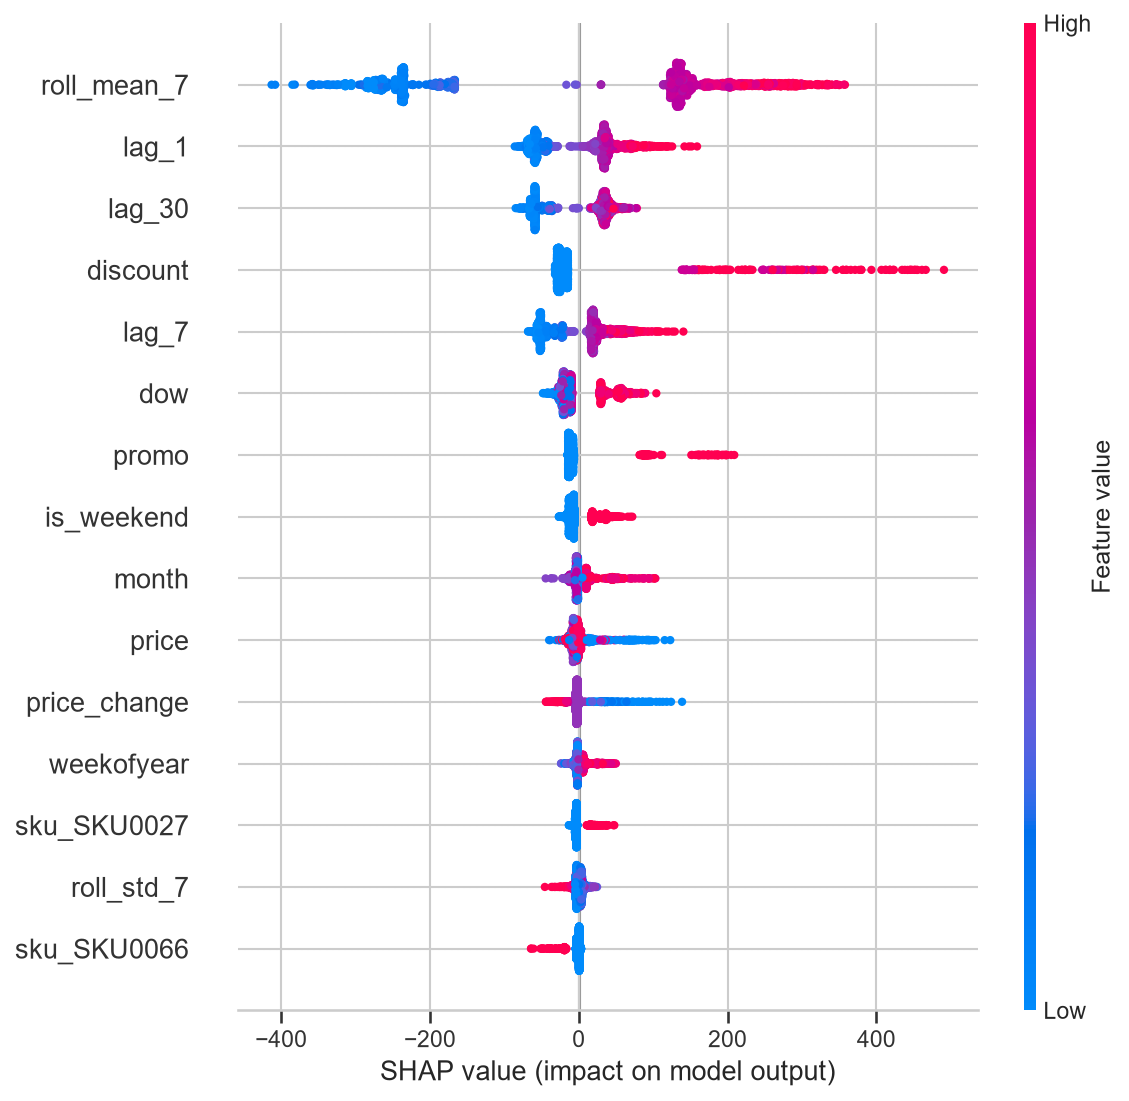 High
roll_mean_7
lag_1
lag_30
discount
lag_7
dow
promo
is_weekend
month
price
price_change
weekofyear
sku_SKU0027
roll_std_7
sku_SKU0066
Feature value
Low
−400 −200 0 200 400
SHAP value (impact on model output)